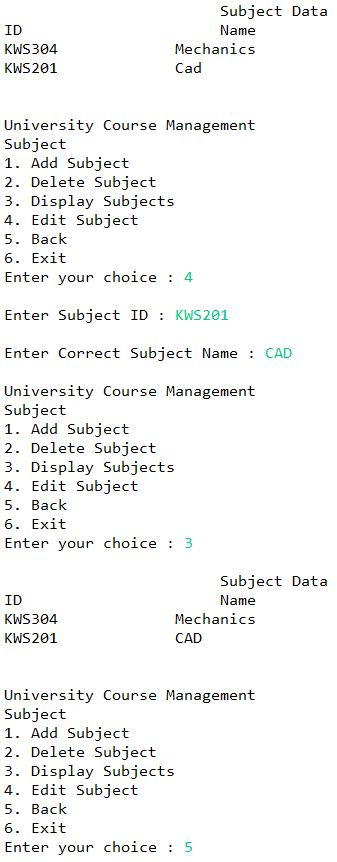 Subject Data
ID Name
KWS304 Mechanics
KWS201 Cad
University Course Management
Subject
1. Add Subject
2. Delete Subject
3. Display Subjects
4. Edit Subject
5. Back
6. Exit
Enter your choice : 4
Enter Subject ID : KWS201
Enter Correct Subject Name : CAD
University Course Management
Subject
1. Add Subject
2. Delete Subject
3. Display Subjects
4. Edit Subject
5. Back
6. Exit
Enter your choice : 3
Subject Data
ID Name
KWS304 Mechanics
KWS201 CAD
University Course Management
Subject
1. Add Subject
2. Delete Subject
3. Display Subjects
4. Edit Subject
5. Back
6. Exit
Enter your choice : 5